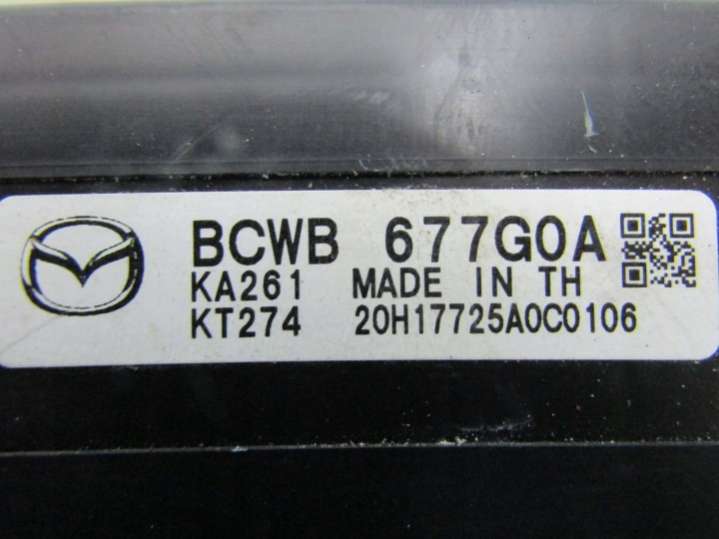 BCWB 677G0A
KA261 MADE IN TH
KT274 20H17725A0C0106